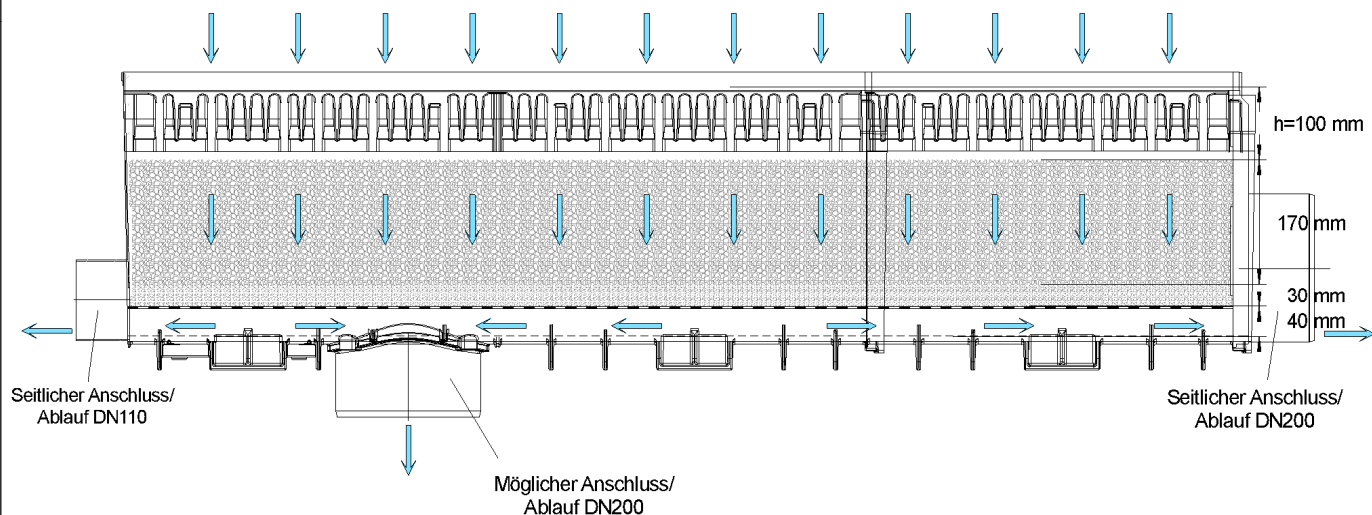 h=100 mm
170 mm
30 mm
40 mm
Seitlicher Anschluss/
Ablauf DN110
Seitlicher Anschluss/
Ablauf DN200
Möglicher Anschluss/
Ablauf DN200